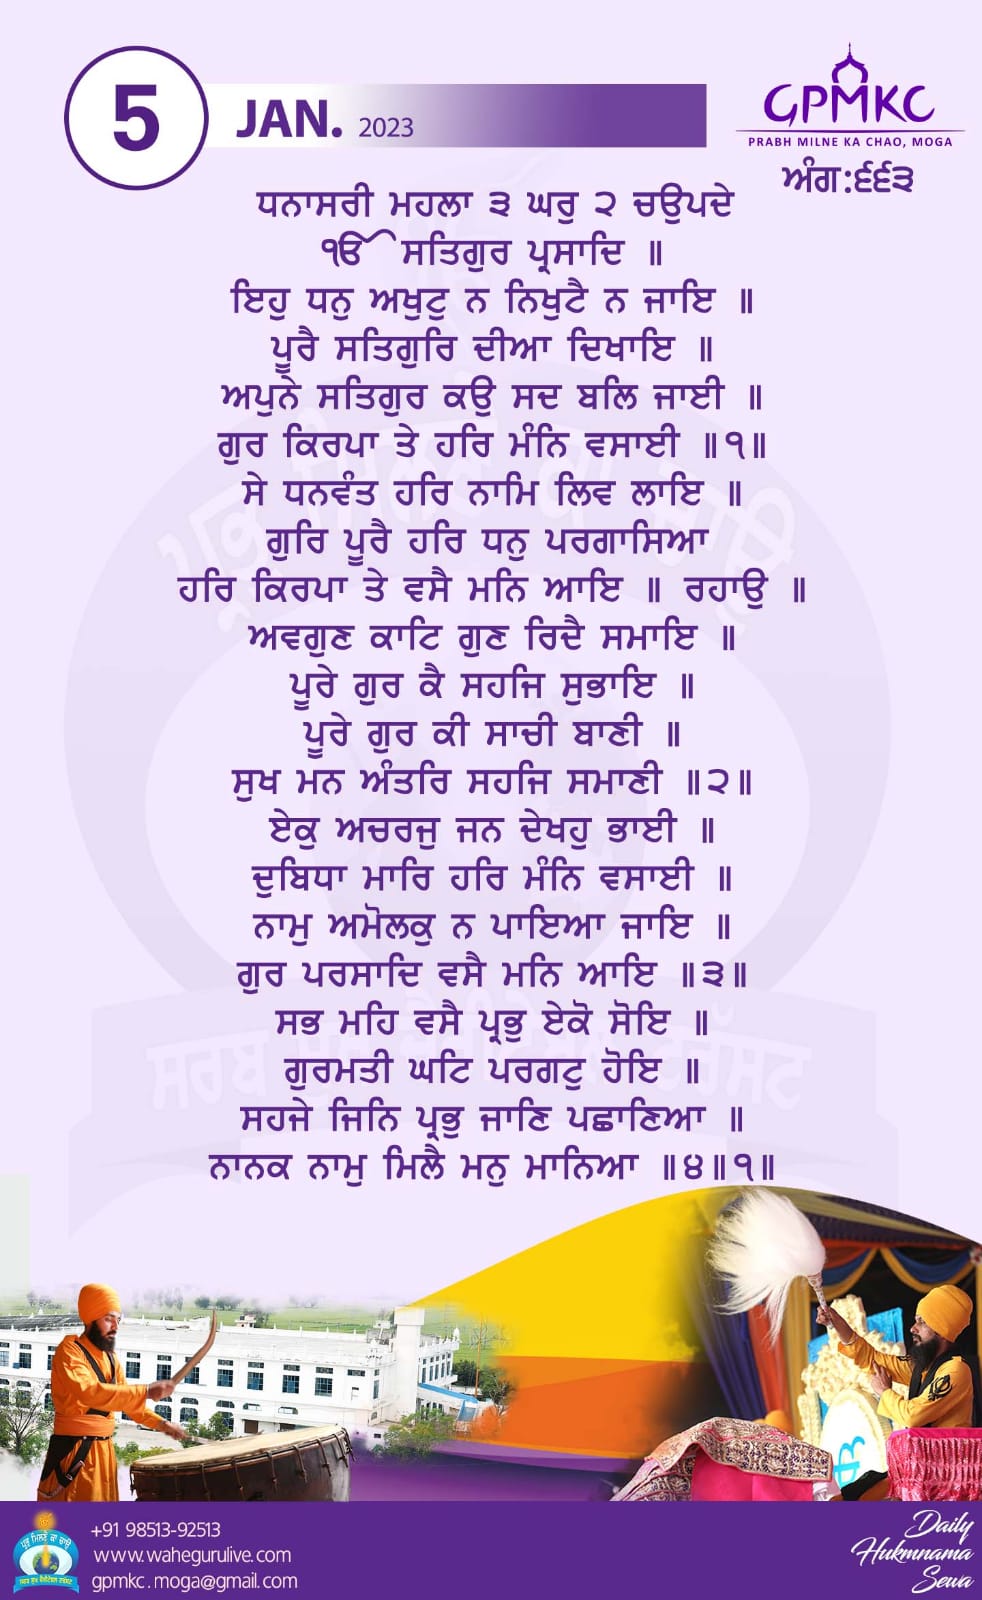 5
JAN. 2023
GPMKC
PRABH MILNE KA CHAO, MOGA
ਅੰਗ:੬੬੩
ਧਨਾਸਰੀ ਮਹਲਾ ੩ ਘਰੁ ੨ ਚਉਪਦੇ
ੴ ਸਤਿਗੁਰ ਪ੍ਰਸਾਦਿ ॥
ਇਹੁ ਧਨੁ ਅਖੁਟੁ ਨ ਨਿਖੁਟੈ ਨ ਜਾਇ ॥
ਪੂਰੈ ਸਤਿਗੁਰਿ ਦੀਆ ਦਿਖਾਇ ॥
ਅਪੁਨੇ ਸਤਿਗੁਰ ਕਉ ਸਦ ਬਲਿ ਜਾਈ ॥
ਗੁਰ ਕਿਰਪਾ ਤੇ ਹਰਿ ਮੰਨਿ ਵਸਾਈ ॥੧॥
ਸੇ ਧਨਵੰਤ ਹਰਿ ਨਾਮਿ ਲਿਵ ਲਾਇ ॥
ਗੁਰਿ ਪੂਰੈ ਹਰਿ ਧਨੁ ਪਰਗਾਸਿਆ
ਹਰਿ ਕਿਰਪਾ ਤੇ ਵਸੈ ਮਨਿ ਆਇ ॥ ਰਹਾਉ ॥
ਅਵਗੁਣ ਕਾਟਿ ਗੁਣ ਰਿਦੈ ਸਮਾਇ ॥
ਪੂਰੇ ਗੁਰ ਕੈ ਸਹਜਿ ਸੁਭਾਇ ॥
ਪੂਰੇ ਗੁਰ ਕੀ ਸਾਚੀ ਬਾਣੀ ॥
ਸੁਖ ਮਨ ਅੰਤਰਿ ਸਹਜਿ ਸਮਾਣੀ ॥੨॥
ਏਕੁ ਅਚਰਜੁ ਜਨ ਦੇਖਹੁ ਭਾਈ ॥
ਦੁਬਿਧਾ ਮਾਰਿ ਹਰਿ ਮੰਨਿ ਵਸਾਈ ॥
ਨਾਮੁ ਅਮੋਲਕੁ ਨ ਪਾਇਆ ਜਾਇ ॥
ਗੁਰ ਪਰਸਾਦਿ ਵਸੈ ਮਨਿ ਆਇ ॥੩॥
ਸਭ ਮਹਿ ਵਸੈ ਪ੍ਰਭੁ ਏਕੋ ਸੋਇ ॥
ਗੁਰਮਤੀ ਘਟਿ ਪਰਗਟੁ ਹੋਇ ॥
ਸਹਜੇ ਜਿਨਿ ਪ੍ਰਭੁ ਜਾਣਿ ਪਛਾਣਿਆ ॥
ਨਾਨਕ ਨਾਮੁ ਮਿਲੈ ਮਨੁ ਮਾਨਿਆ ॥੪॥੧॥
ਪ੍ਰਭ ਮਿਲਣੈ ਕਾ ਚਾਉ
+91 98513-92513
www.wahegurulive.com
gpmkc.moga@gmail.com
Daily
Hukmnama
Sewa